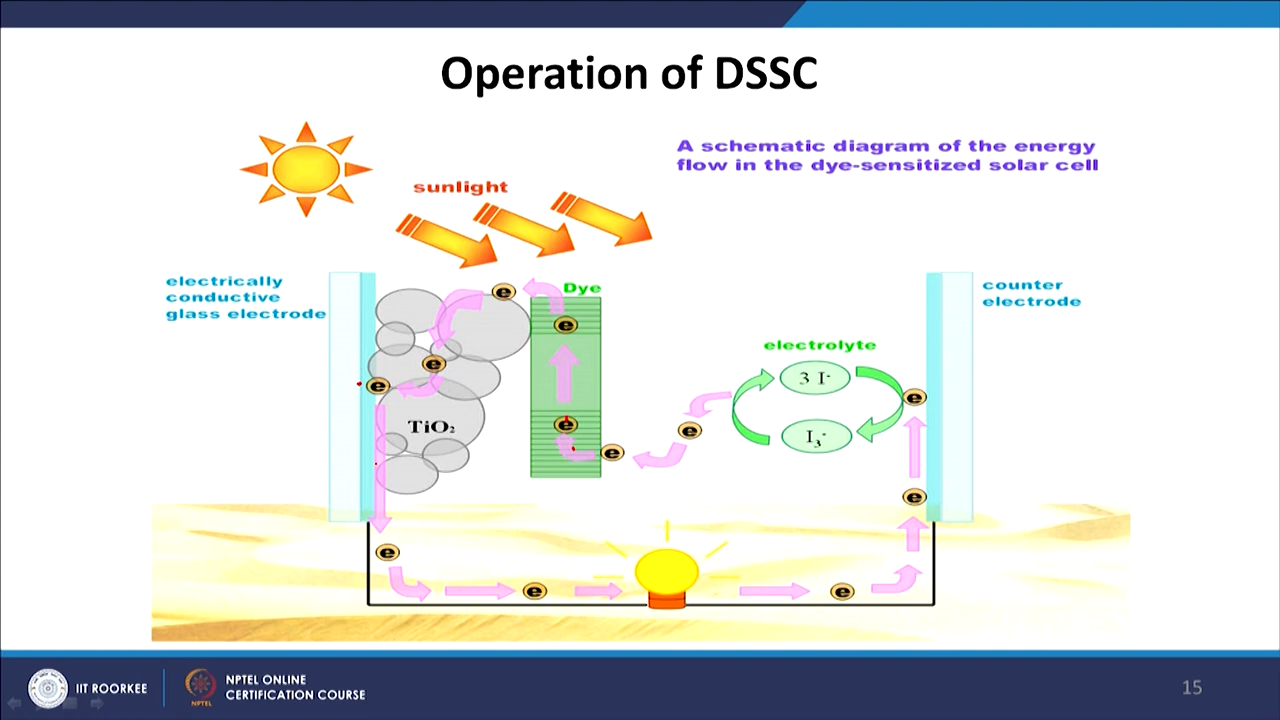 Operation of DSSC
A schematic diagram of the energy
flow in the dye-sensitized solar cell
sunlight
electrically
conductive
glass electrode
Dye
counter
electrode
electrolyte
e
e
e
e
e
e
e
3 I⁻
I₃⁻
TiO₂
e
e
e
e
e
IIT ROORKEE
NPTEL
NPTEL ONLINE
CERTIFICATION COURSE
15